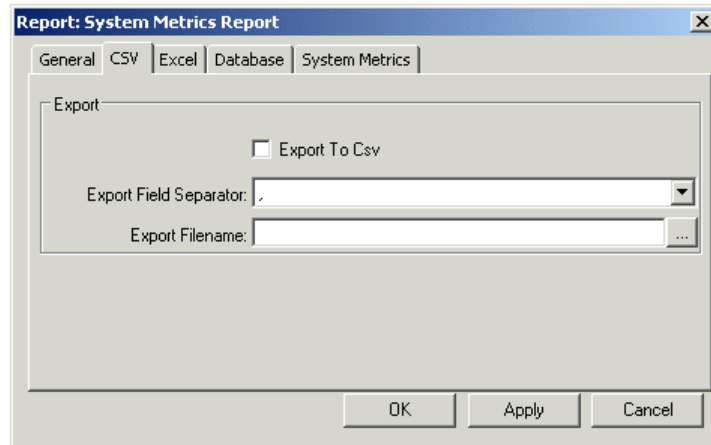 Report: System Metrics Report
General CSV Excel Database System Metrics
Export
Export To Csv
Export Field Separator: ,
Export Filename: ...
OK Apply Cancel